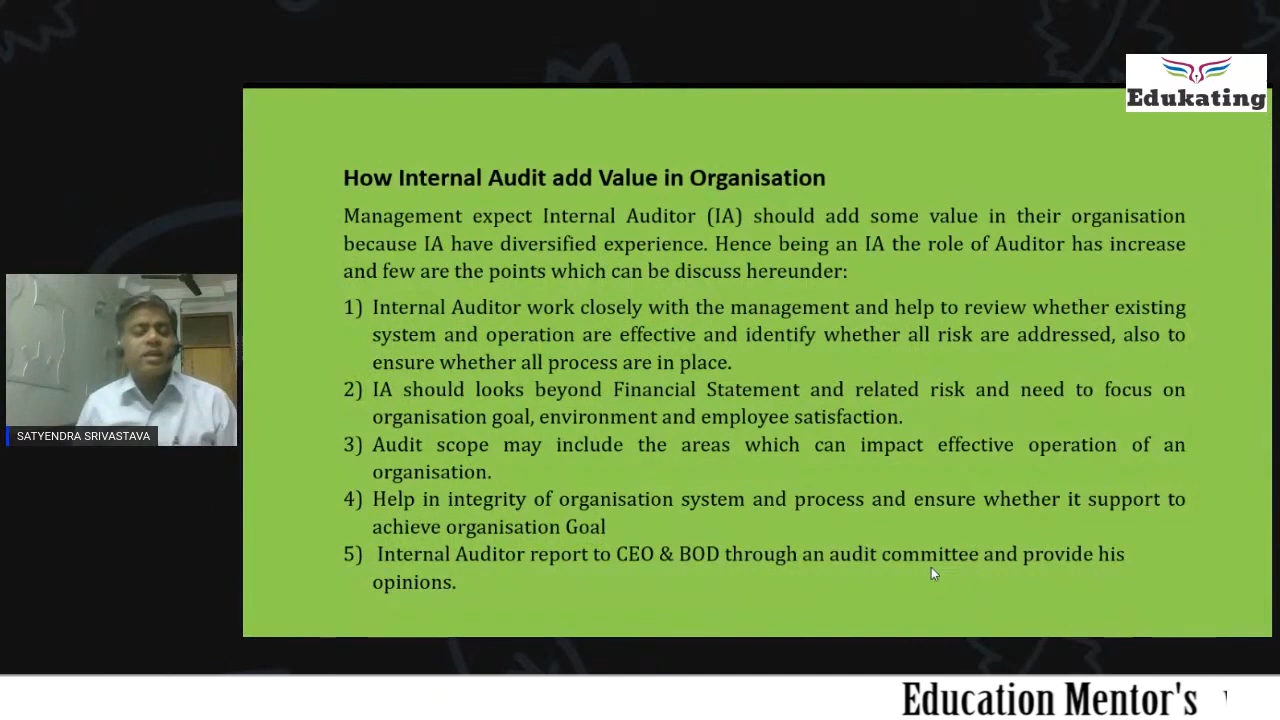 Edukating
How Internal Audit add Value in Organisation
Management expect Internal Auditor (IA) should add some value in their organisation
because IA have diversified experience. Hence being an IA the role of Auditor has increase
and few are the points which can be discuss hereunder:
1) Internal Auditor work closely with the management and help to review whether existing
system and operation are effective and identify whether all risk are addressed, also to
ensure whether all process are in place.
2) IA should looks beyond Financial Statement and related risk and need to focus on
organisation goal, environment and employee satisfaction.
3) Audit scope may include the areas which can impact effective operation of an
organisation.
4) Help in integrity of organisation system and process and ensure whether it support to
achieve organisation Goal
5) Internal Auditor report to CEO & BOD through an audit committee and provide his
opinions.
SATYENDRA SRIVASTAVA
Education Mentor's